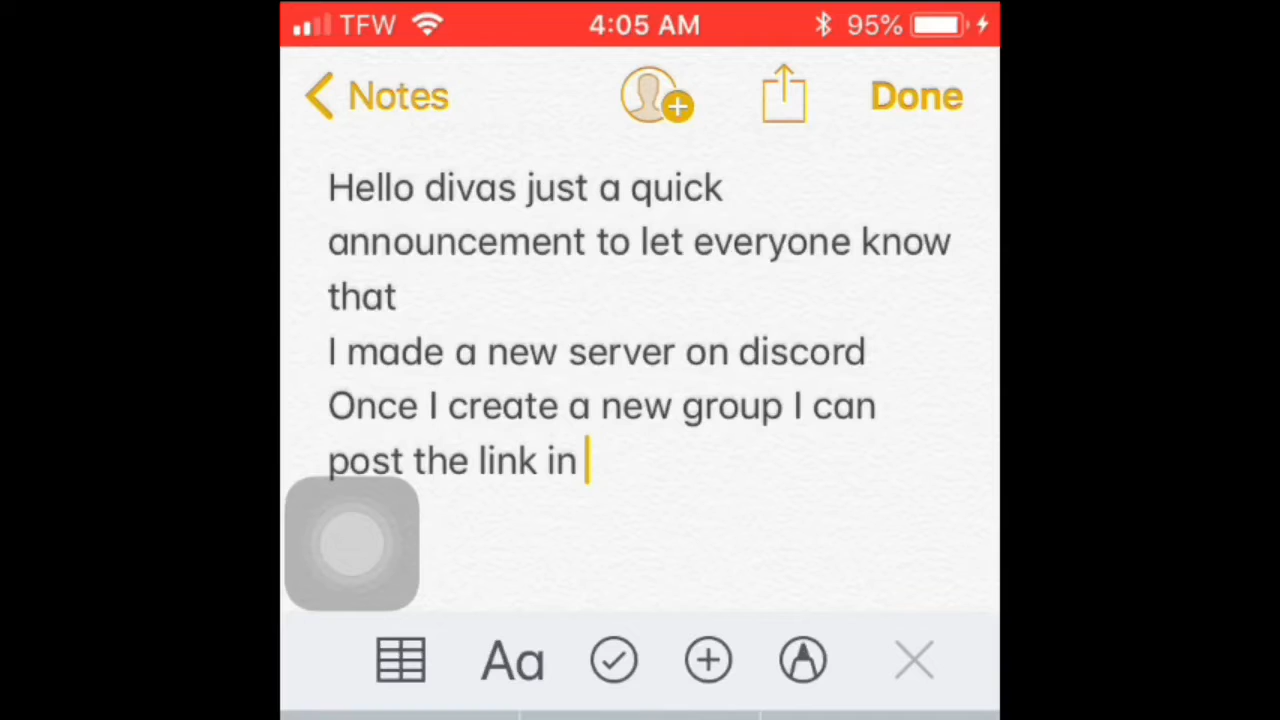 TFW 4:05 AM 95%
Notes Done
Hello divas just a quick
announcement to let everyone know
that
I made a new server on discord
Once I create a new group I can
post the link in
Aa